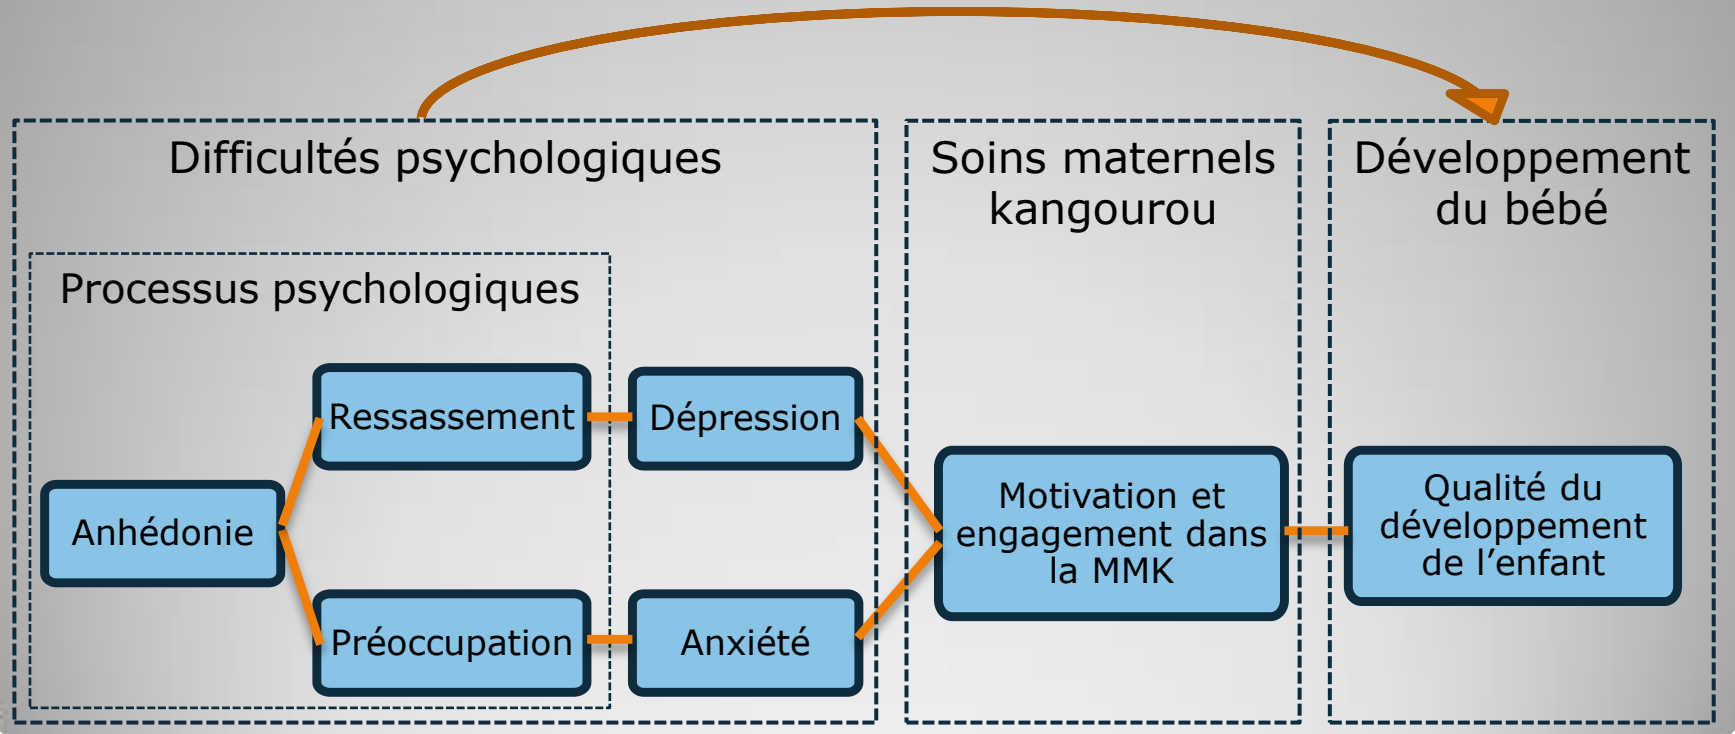 Difficultés psychologiques
Soins maternels
kangourou
Développement
du bébé
Processus psychologiques
Ressassement
Dépression
Anhédonie
Motivation et
engagement dans
la MMK
Qualité du
développement
de l’enfant
Préoccupation
Anxiété